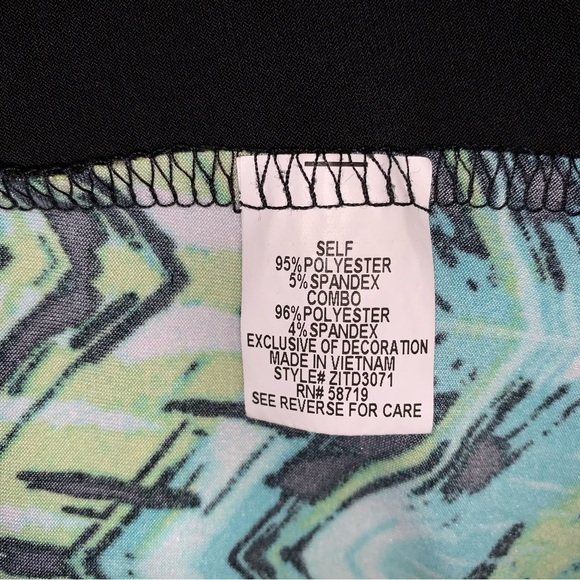 SELF
95%POLYESTER
5%SPANDEX
COMBO
96%POLYESTER
4%SPANDEX
EXCLUSIVE OF DECORATION
MADE IN VIETNAM
STYLE# ZITD3071
RN# 58719
SEE REVERSE FOR CARE